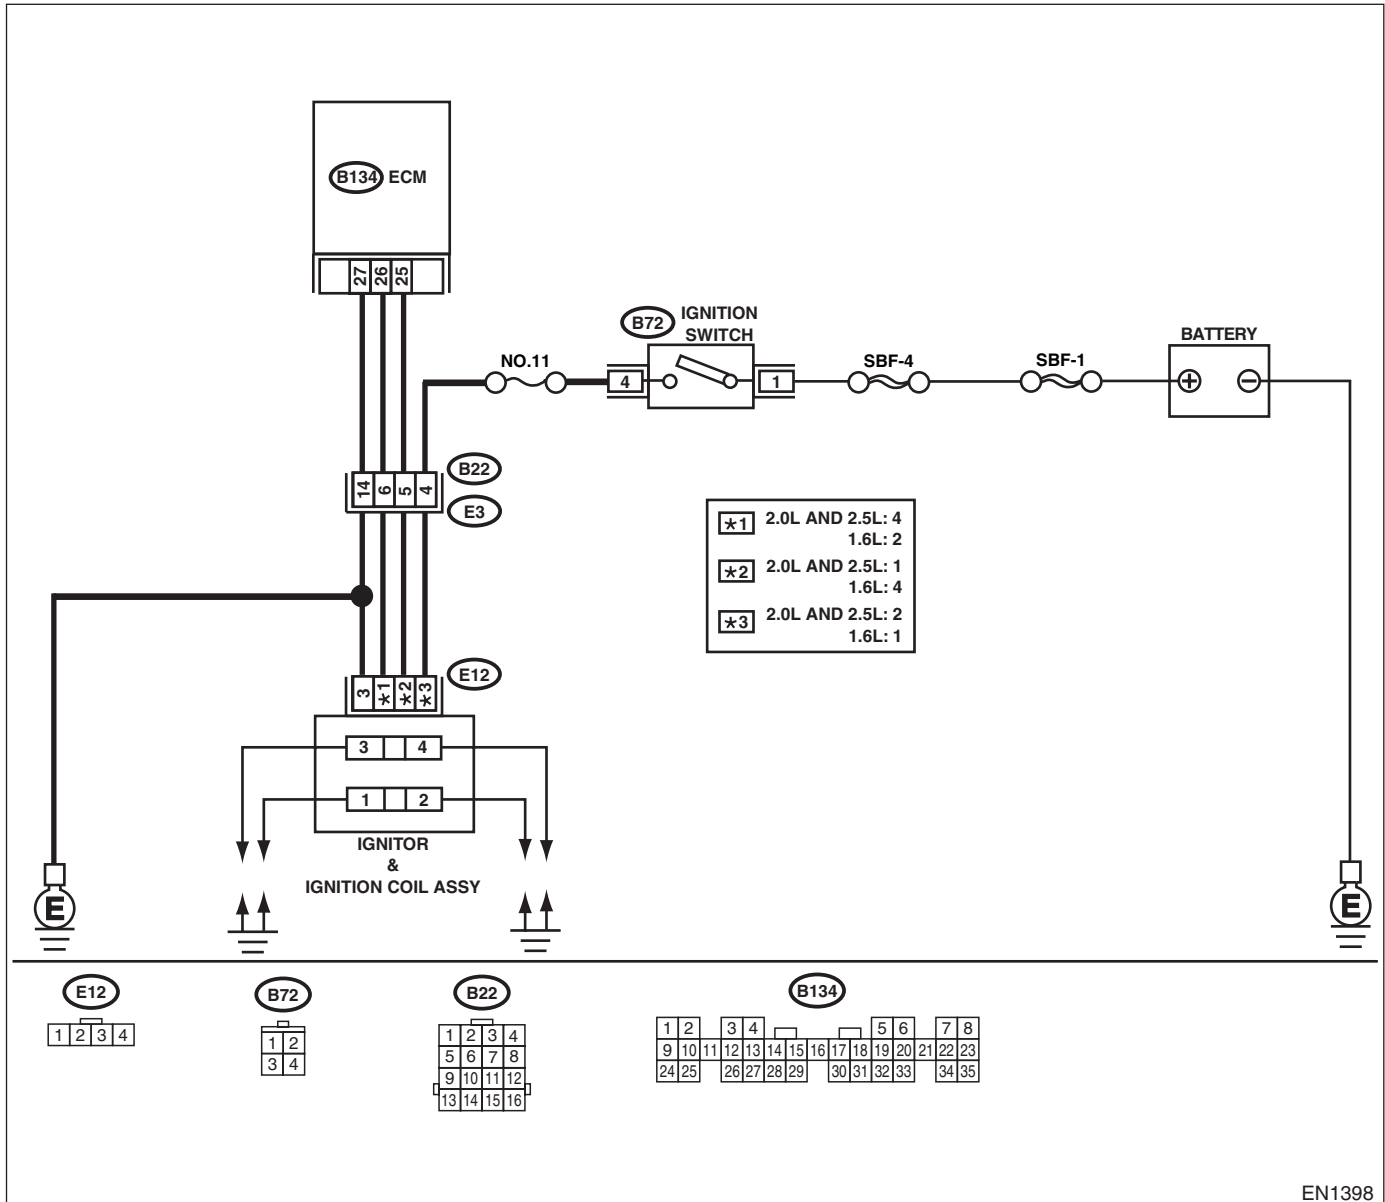 B134 ECM
27 26 25
B72 IGNITION
SWITCH
BATTERY
NO.11
4
1
SBF-4
SBF-1
+ −
14 6 5 4
B22
E3
*1 2.0L AND 2.5L: 4
1.6L: 2
*2 2.0L AND 2.5L: 1
1.6L: 4
*3 2.0L AND 2.5L: 2
1.6L: 1
E12
3 *1 *2 *3
3 4
1 2
IGNITOR
&
IGNITION COIL ASSY
E
E
E12
1 2 3 4
B72
1 2
3 4
B22
1 2 3 4
5 6 7 8
9 10 11 12
13 14 15 16
B134
1 2 3 4 5 6 7 8
9 10 11 12 13 14 15 16 17 18 19 20 21 22 23
24 25 26 27 28 29 30 31 32 33 34 35
EN1398